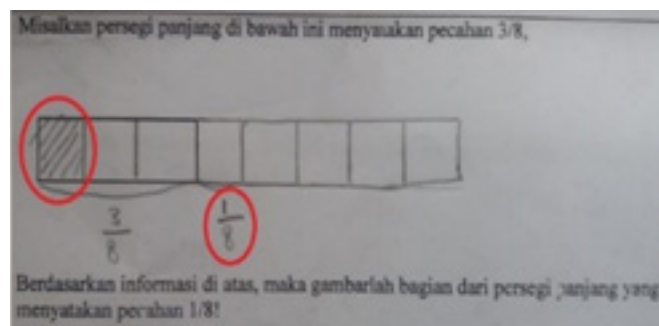 Misalkan persegi panjang di bawah ini menyatakan pecahan 3/8,
3/8
1/8
Berdasarkan informasi di atas, maka gambarlah bagian dari persegi panjang yang
menyatakan pecahan 1/8!